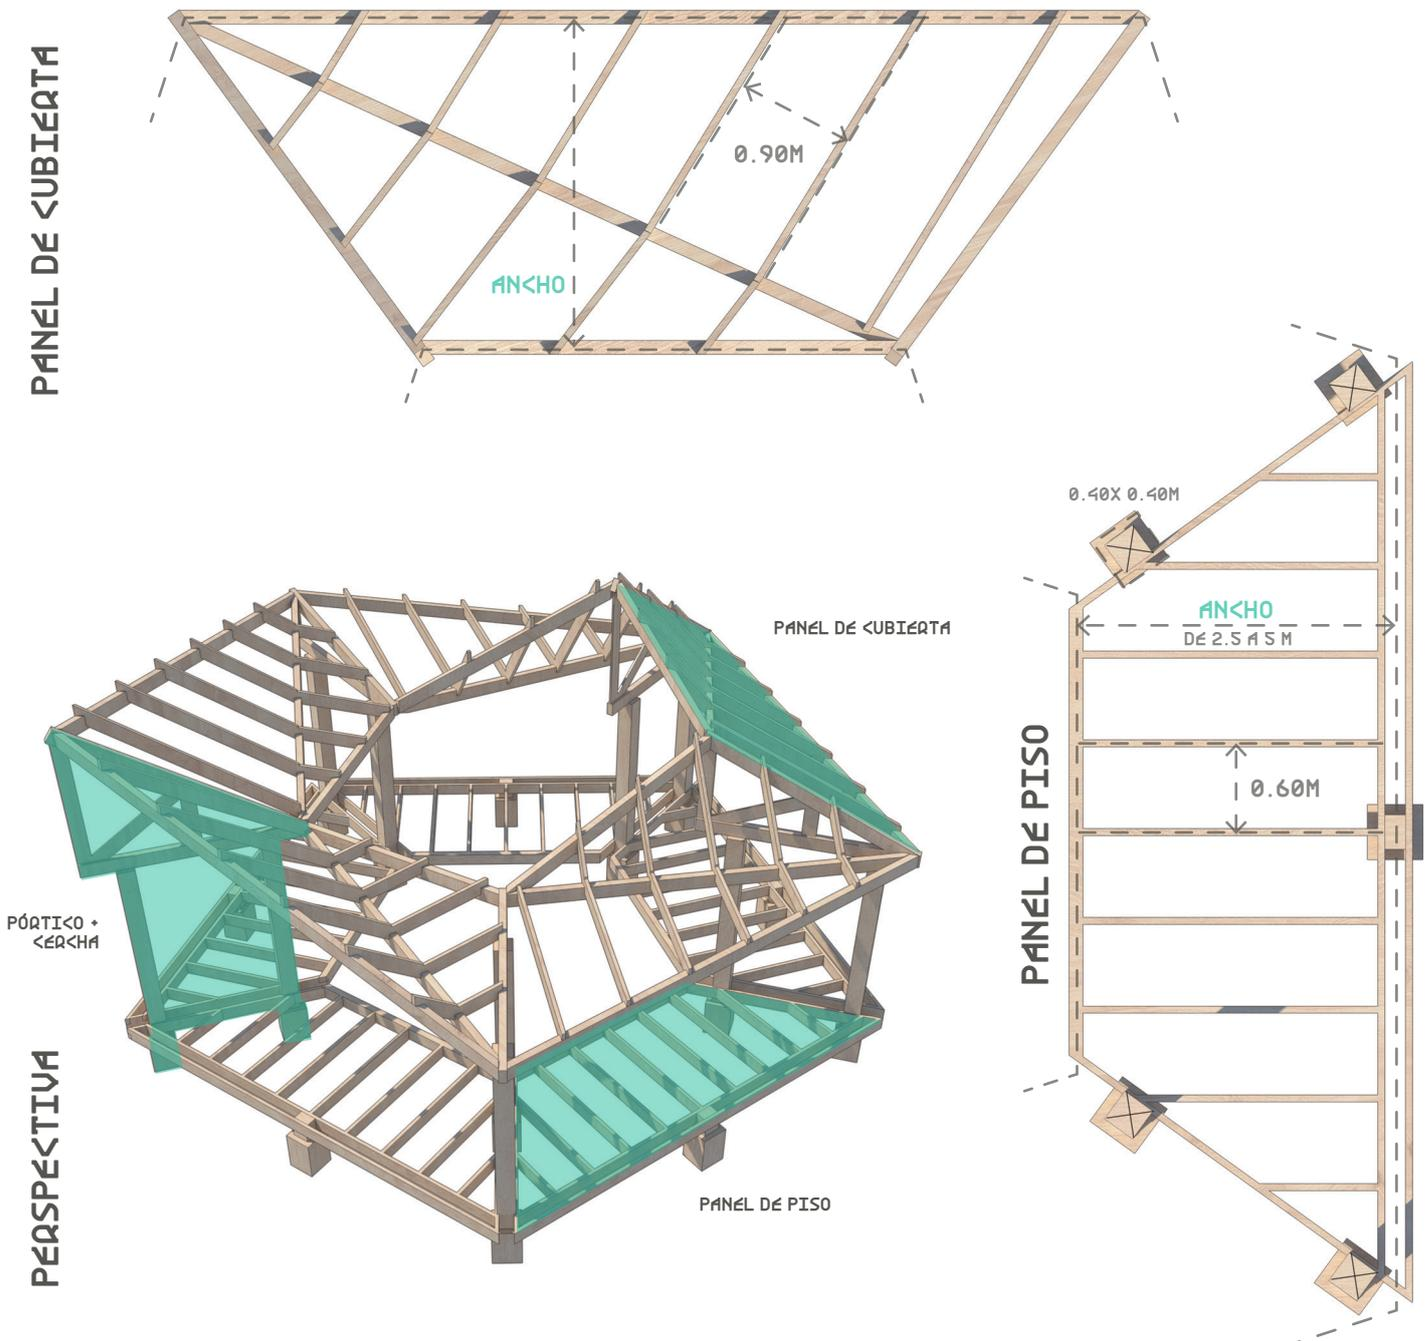 PANEL DE CUBIERTA
0.90M
ANCHO
0.40X 0.40M
ANCHO
DE 2.5 A 5 M
0.60M
PANEL DE PISO
PANEL DE CUBIERTA
PÓRTICO +
CERCHA
PERSPECTIVA
PANEL DE PISO